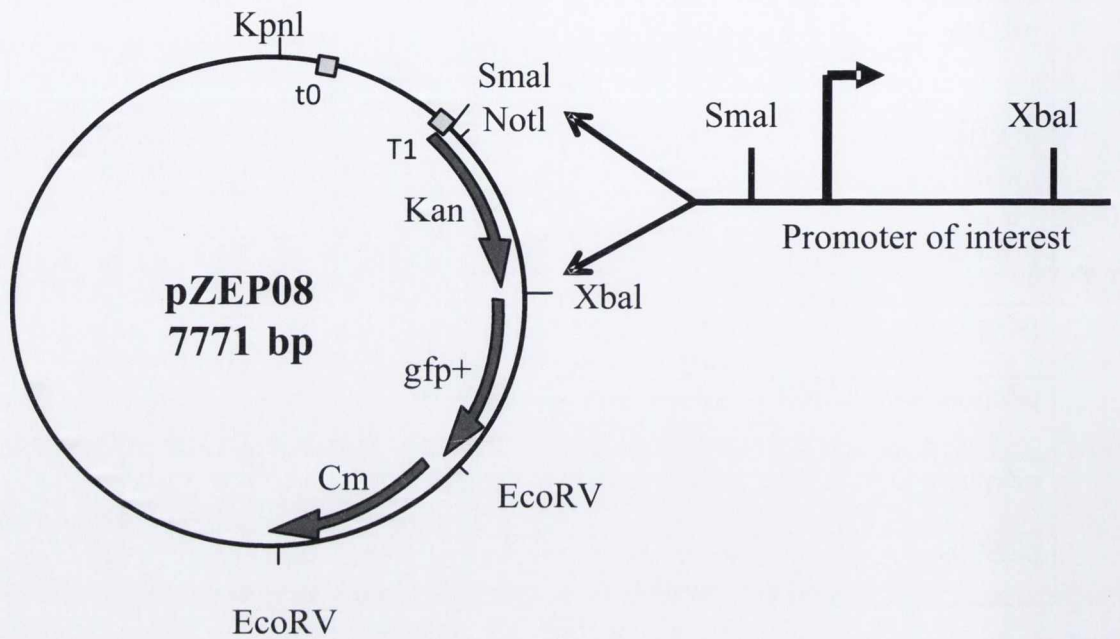 KpnI
t0
SmaI
NotI
T1
Kan
XbaI
pZEP08
7771 bp
gfp+
Cm
EcoRV
EcoRV
SmaI
XbaI
Promoter of interest